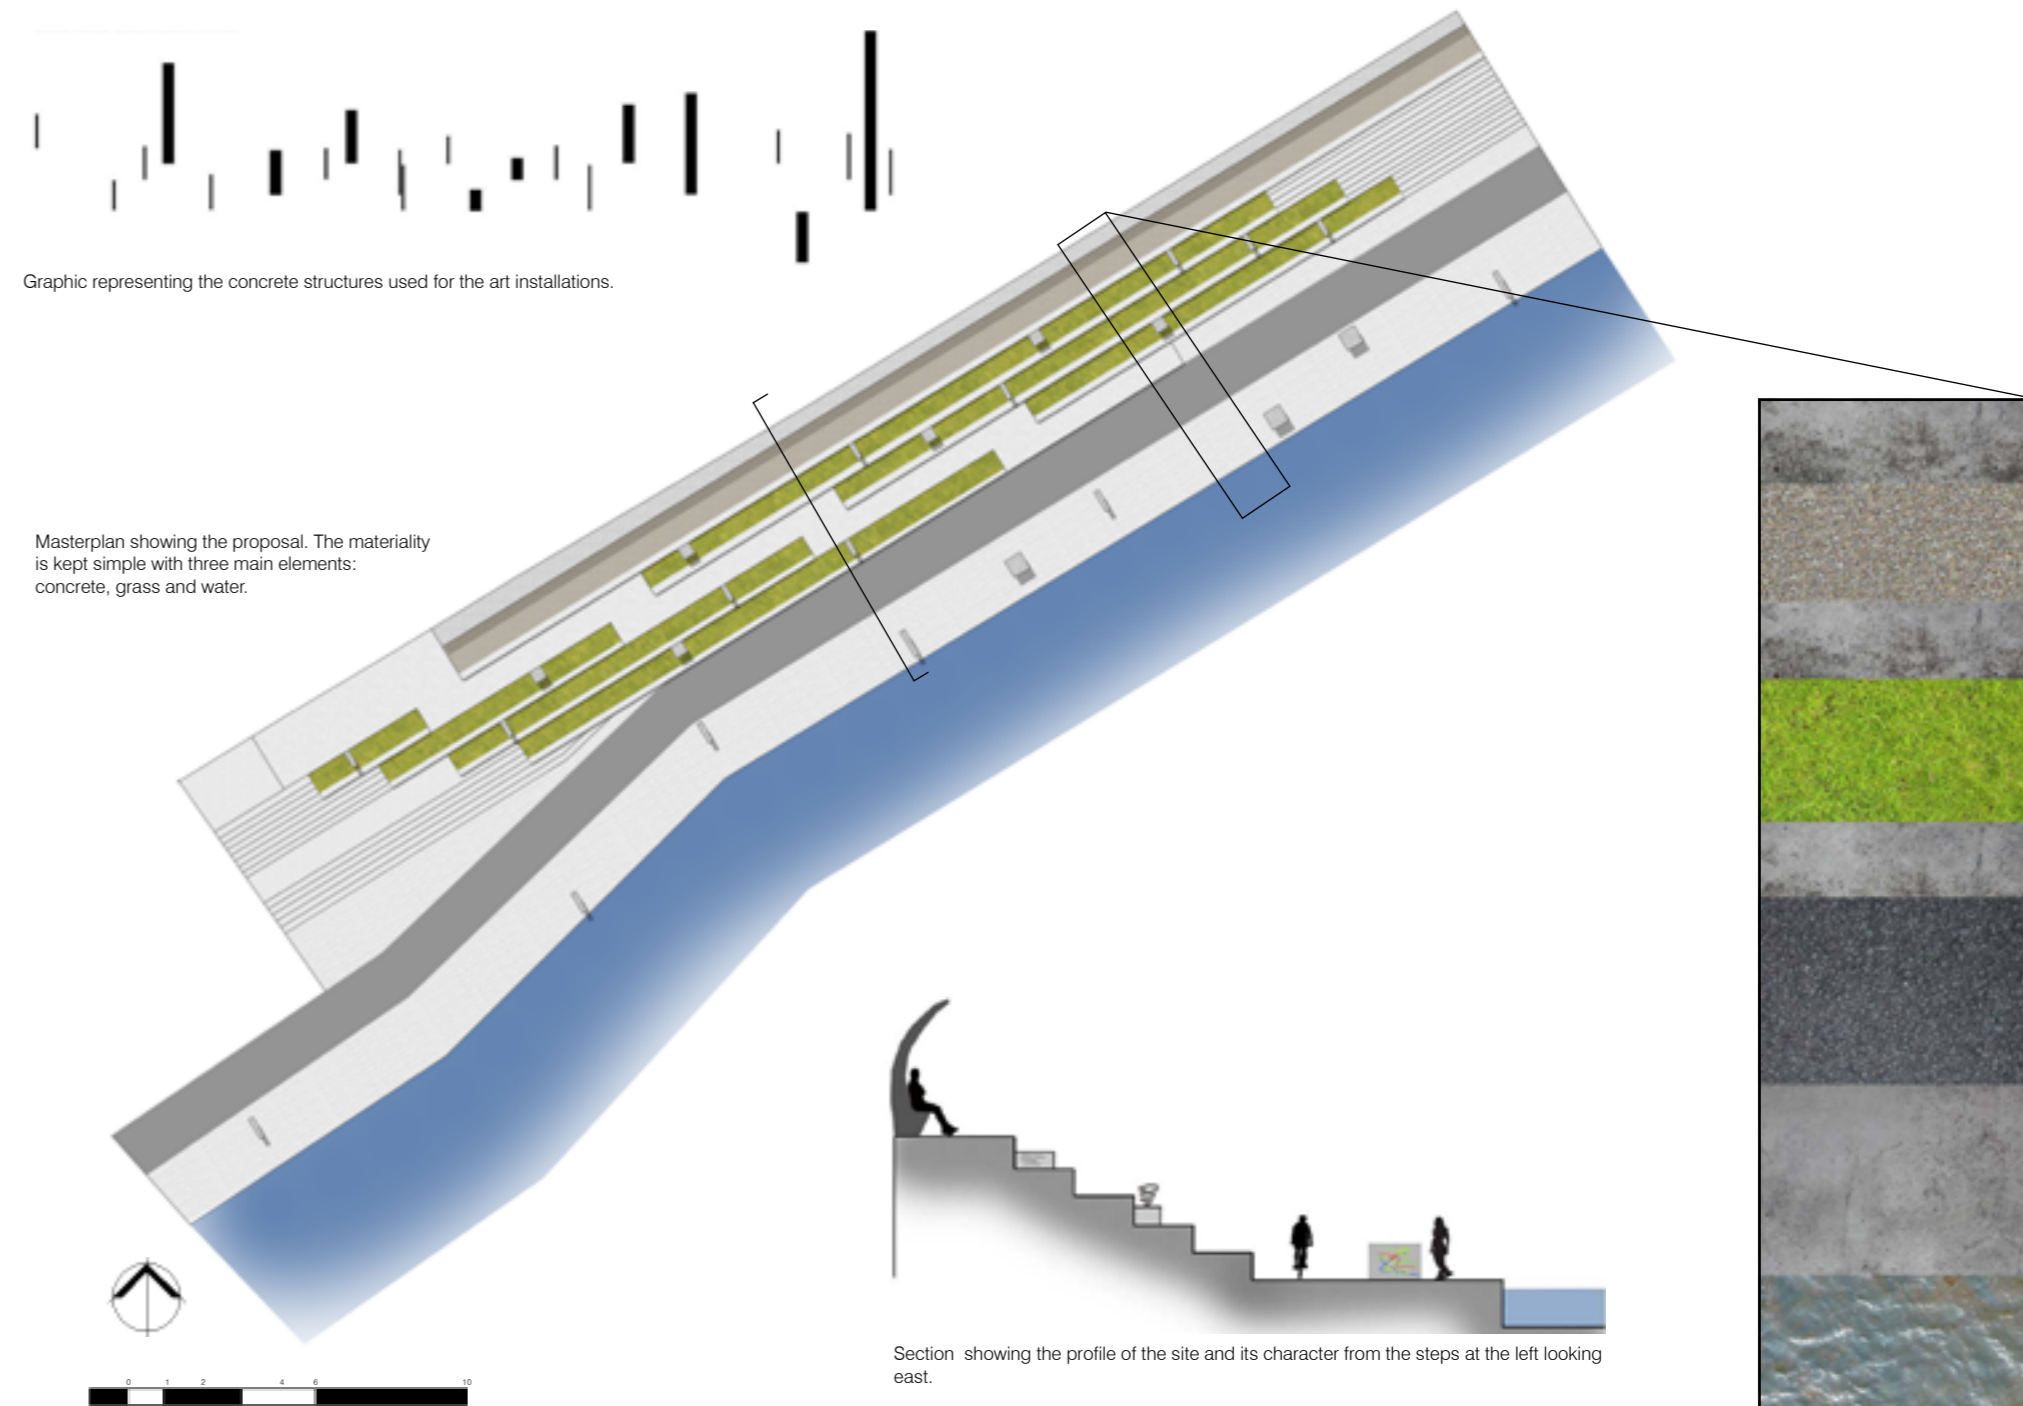 Graphic representing the concrete structures used for the art installations.
Masterplan showing the proposal. The materiality
is kept simple with three main elements:
concrete, grass and water.
Section  showing the profile of the site and its character from the steps at the left looking
east.
0 1 2 4 6 10